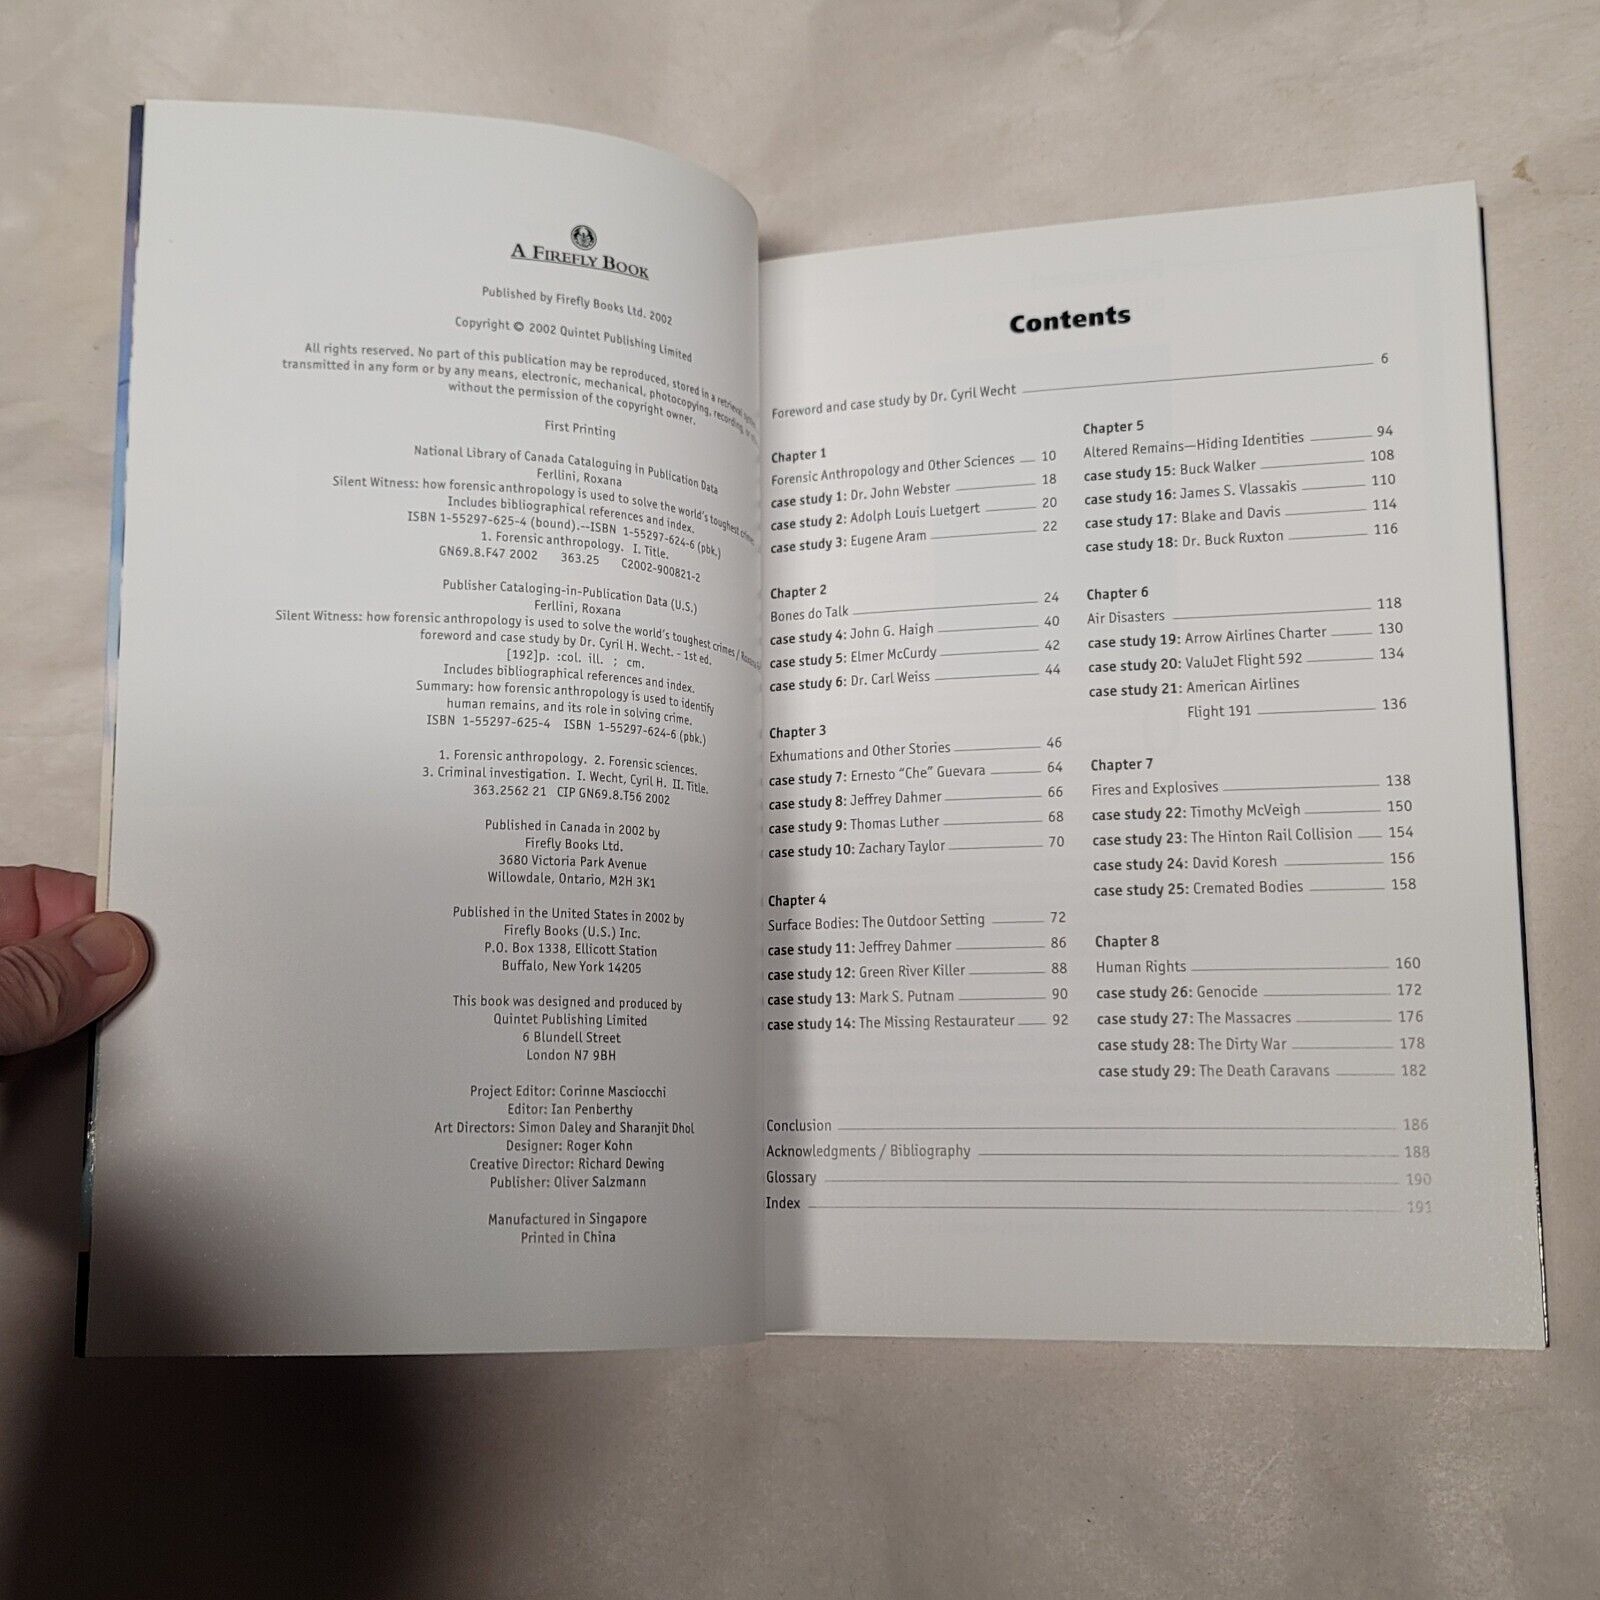 A FIREFLY BOOK
Published by Firefly Books Ltd. 2002
Copyright © 2002 Quintet Publishing Limited
All rights reserved. No part of this publication may be reproduced, stored in a retrieval system,
transmitted in any form or by any means, electronic, mechanical, photocopying, recording, or
without the permission of the copyright owner.
First Printing
National Library of Canada Cataloguing in Publication Data
Ferllini, Roxana
Silent Witness: how forensic anthropology is used to solve the world's toughest crime.
Includes bibliographical references and index.
ISBN 1-55297-625-4 (bound).--ISBN 1-55297-624-6 (pbk.)
1. Forensic anthropology. I. Title.
GN69.8.F47 2002 363.25 C2002-900821-2
Publisher Cataloging-in-Publication Data (U.S.)
Ferllini, Roxana
Silent Witness: how forensic anthropology is used to solve the world's toughest crimes /
foreword and case study by Dr. Cyril H. Wecht. - 1st ed.
[192]p. :col. ill. ; cm.
Includes bibliographical references and index.
Summary: how forensic anthropology is used to identify
human remains, and its role in solving crime.
ISBN 1-55297-625-4 ISBN 1-55297-624-6 (pbk.)
1. Forensic anthropology. 2. Forensic sciences.
3. Criminal investigation. I. Wecht, Cyril H. II. Title.
363.2562 21 CIP GN69.8.T56 2002
Published in Canada in 2002 by
Firefly Books Ltd.
3680 Victoria Park Avenue
Willowdale, Ontario, M2H 3K1
Published in the United States in 2002 by
Firefly Books (U.S.) Inc.
P.O. Box 1338, Ellicott Station
Buffalo, New York 14205
This book was designed and produced by
Quintet Publishing Limited
6 Blundell Street
London N7 9BH
Project Editor: Corinne Masciocchi
Editor: Ian Penberthy
Art Directors: Simon Daley and Sharanjit Dhol
Designer: Roger Kohn
Creative Director: Richard Dewing
Publisher: Oliver Salzmann
Manufactured in Singapore
Printed in China
Contents
Foreword and case study by Dr. Cyril Wecht 6
Chapter 1
Forensic Anthropology and Other Sciences 10
case study 1: Dr. John Webster 18
case study 2: Adolph Louis Luetgert 20
case study 3: Eugene Aram 22
Chapter 2
Bones do Talk 24
case study 4: John G. Haigh 40
case study 5: Elmer McCurdy 42
case study 6: Dr. Carl Weiss 44
Chapter 3
Exhumations and Other Stories 46
case study 7: Ernesto “Che” Guevara 64
case study 8: Jeffrey Dahmer 66
case study 9: Thomas Luther 68
case study 10: Zachary Taylor 70
Chapter 4
Surface Bodies: The Outdoor Setting 72
case study 11: Jeffrey Dahmer 86
case study 12: Green River Killer 88
case study 13: Mark S. Putnam 90
case study 14: The Missing Restaurateur 92
Chapter 5
Altered Remains—Hiding Identities 94
case study 15: Buck Walker 108
case study 16: James S. Vlassakis 110
case study 17: Blake and Davis 114
case study 18: Dr. Buck Ruxton 116
Chapter 6
Air Disasters 118
case study 19: Arrow Airlines Charter 130
case study 20: ValuJet Flight 592 134
case study 21: American Airlines
Flight 191 136
Chapter 7
Fires and Explosives 138
case study 22: Timothy McVeigh 150
case study 23: The Hinton Rail Collision 154
case study 24: David Koresh 156
case study 25: Cremated Bodies 158
Chapter 8
Human Rights 160
case study 26: Genocide 172
case study 27: The Massacres 176
case study 28: The Dirty War 178
case study 29: The Death Caravans 182
Conclusion 186
Acknowledgments / Bibliography 188
Glossary 190
Index 191